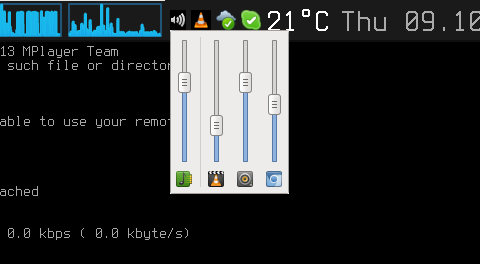 21°C Thu 09.10
13 MPlayer Team
such file or director
able to use your remo
ached
0.0 kbps ( 0.0 kbyte/s)